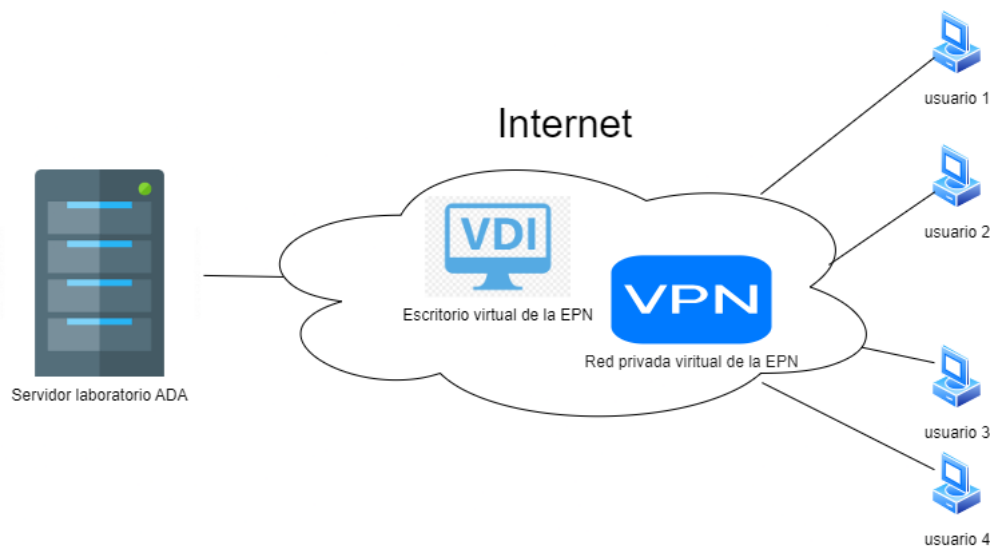 usuario 1
Internet
usuario 2
VDI
VPN
Escritorio virtual de la EPN
Red privada viritual de la EPN
Servidor laboratorio ADA
usuario 3
usuario 4